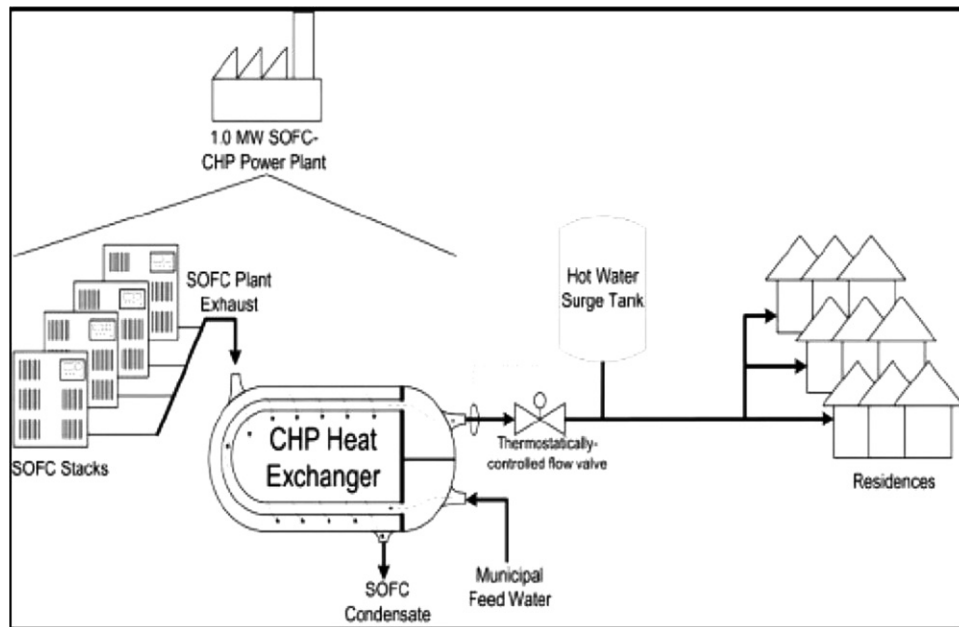 1.0 MW SOFC-
CHP Power Plant
SOFC Plant
Exhaust
Hot Water
Surge Tank
CHP Heat
Exchanger
Thermostatically-
controlled flow valve
SOFC Stacks
Residences
SOFC
Condensate
Municipal
Feed Water